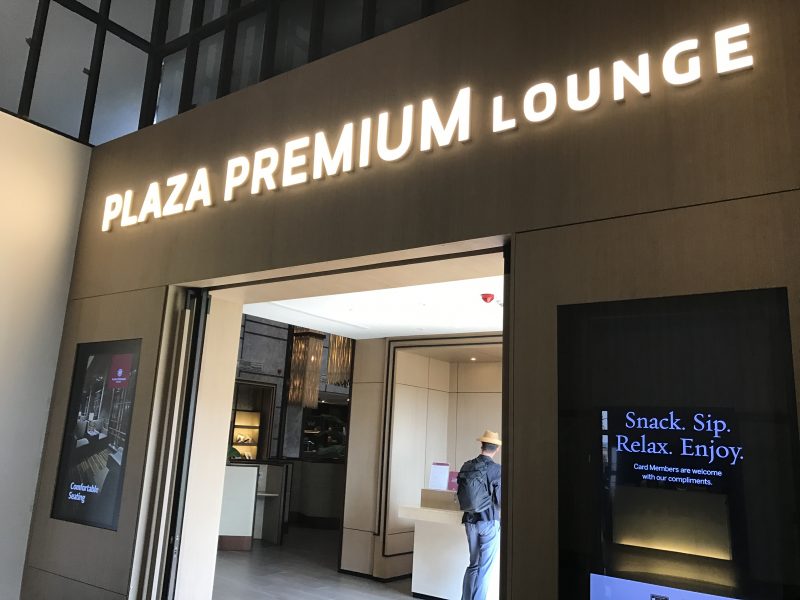 PLAZA PREMIUM LOUNGE
Comfortable
Seating
Snack. Sip.
Relax. Enjoy.
Card Members are welcome
with our compliments.